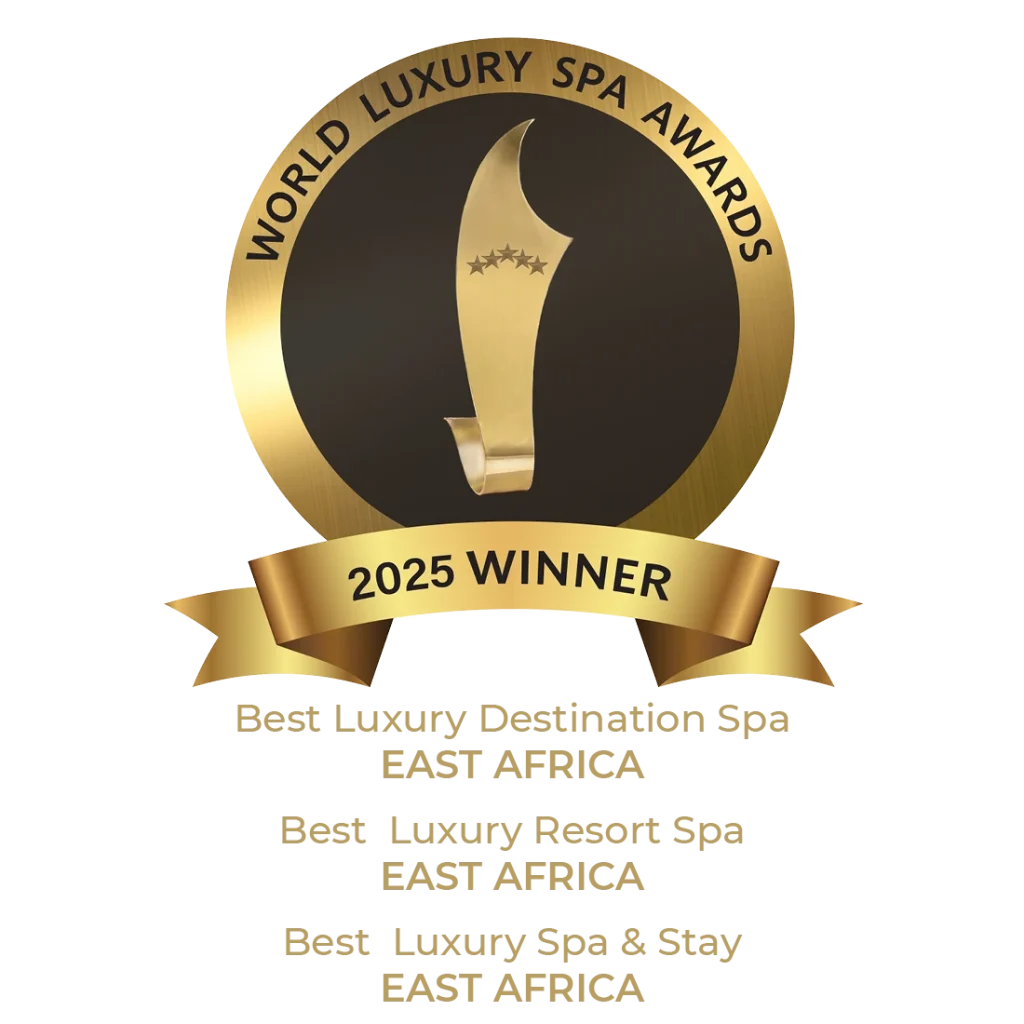 WORLD LUXURY SPA AWARDS
2025 WINNER
Best Luxury Destination Spa
EAST AFRICA
Best Luxury Resort Spa
EAST AFRICA
Best Luxury Spa & Stay
EAST AFRICA